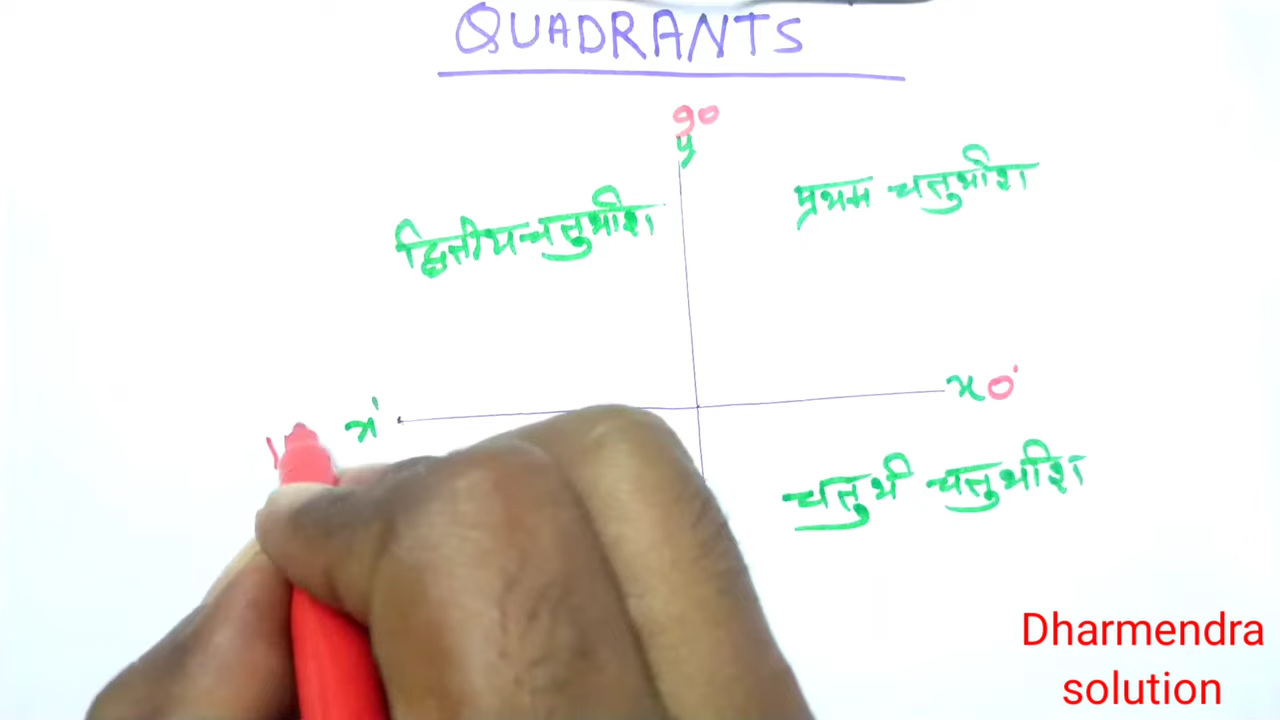 QUADRANTS
90
y
प्रथम चतुर्थांश
द्वितीय चतुर्थांश
x 0°
x'
चतुर्थ चतुर्थांश
Dharmendra
solution